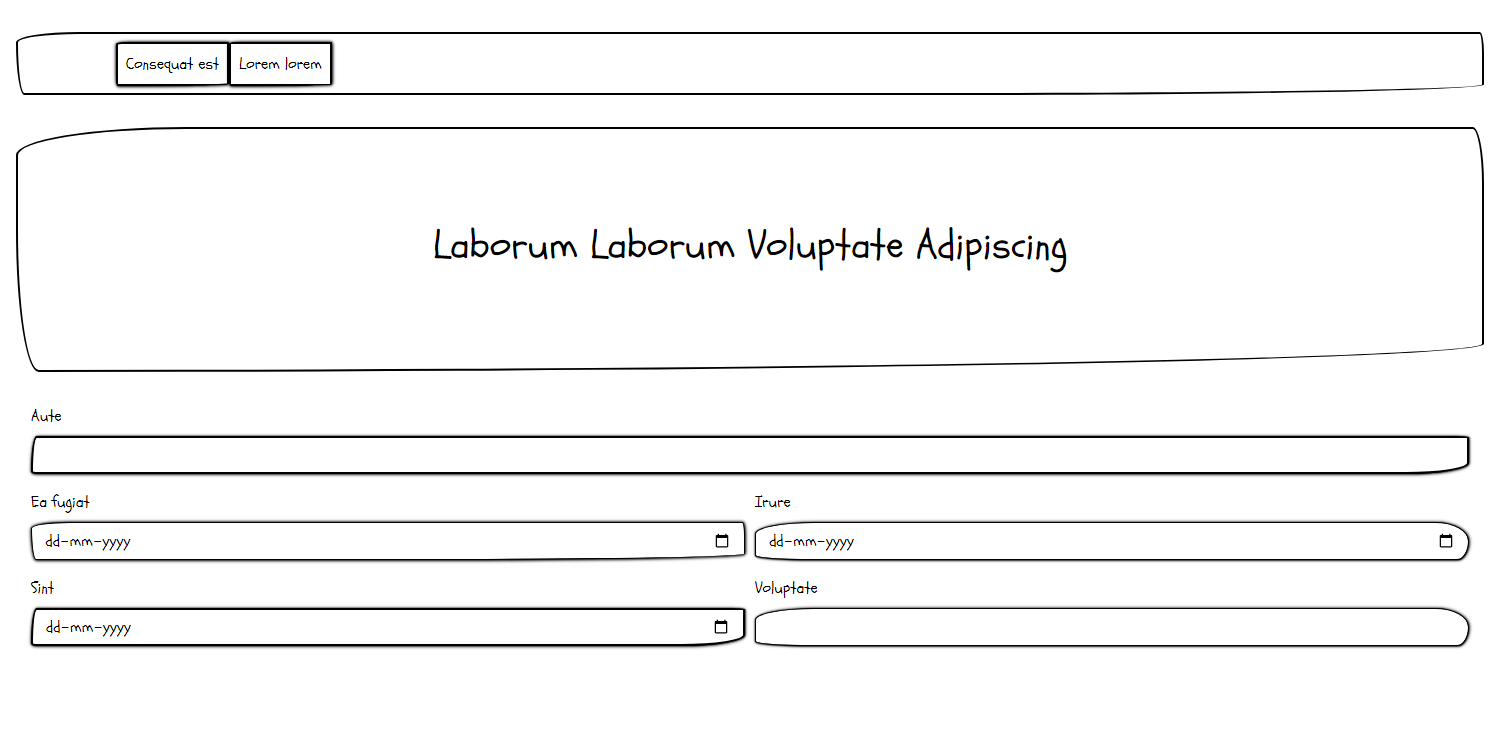 Consequat est Lorem lorem
Laborum Laborum Voluptate Adipiscing
Aute
Ea fugiat Irure
dd-mm-yyyy dd-mm-yyyy
Sint Voluptate
dd-mm-yyyy